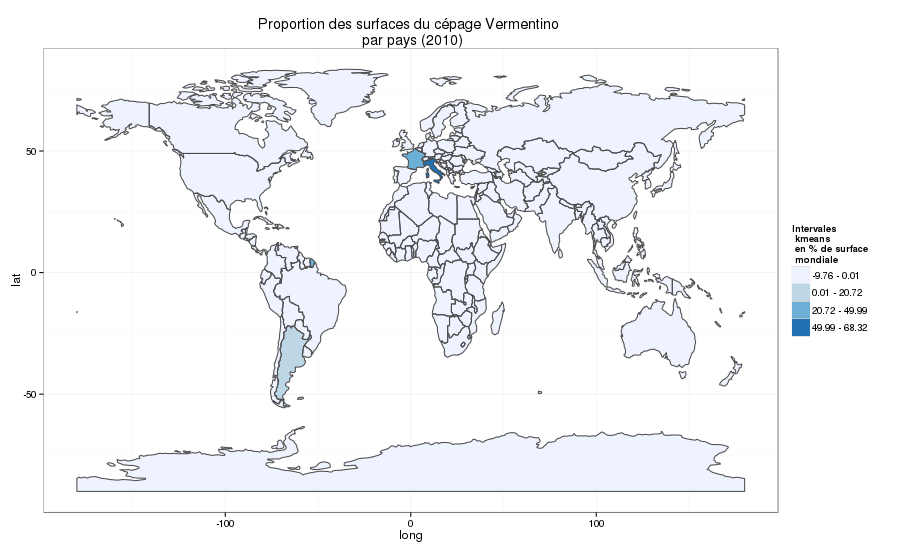 Proportion des surfaces du cépage Vermentino
par pays (2010)
50
0
-50
lat
-100
0
100
long
Intervales
kmeans
en % de surface
mondiale
-9.76 - 0.01
0.01 - 20.72
20.72 - 49.99
49.99 - 68.32